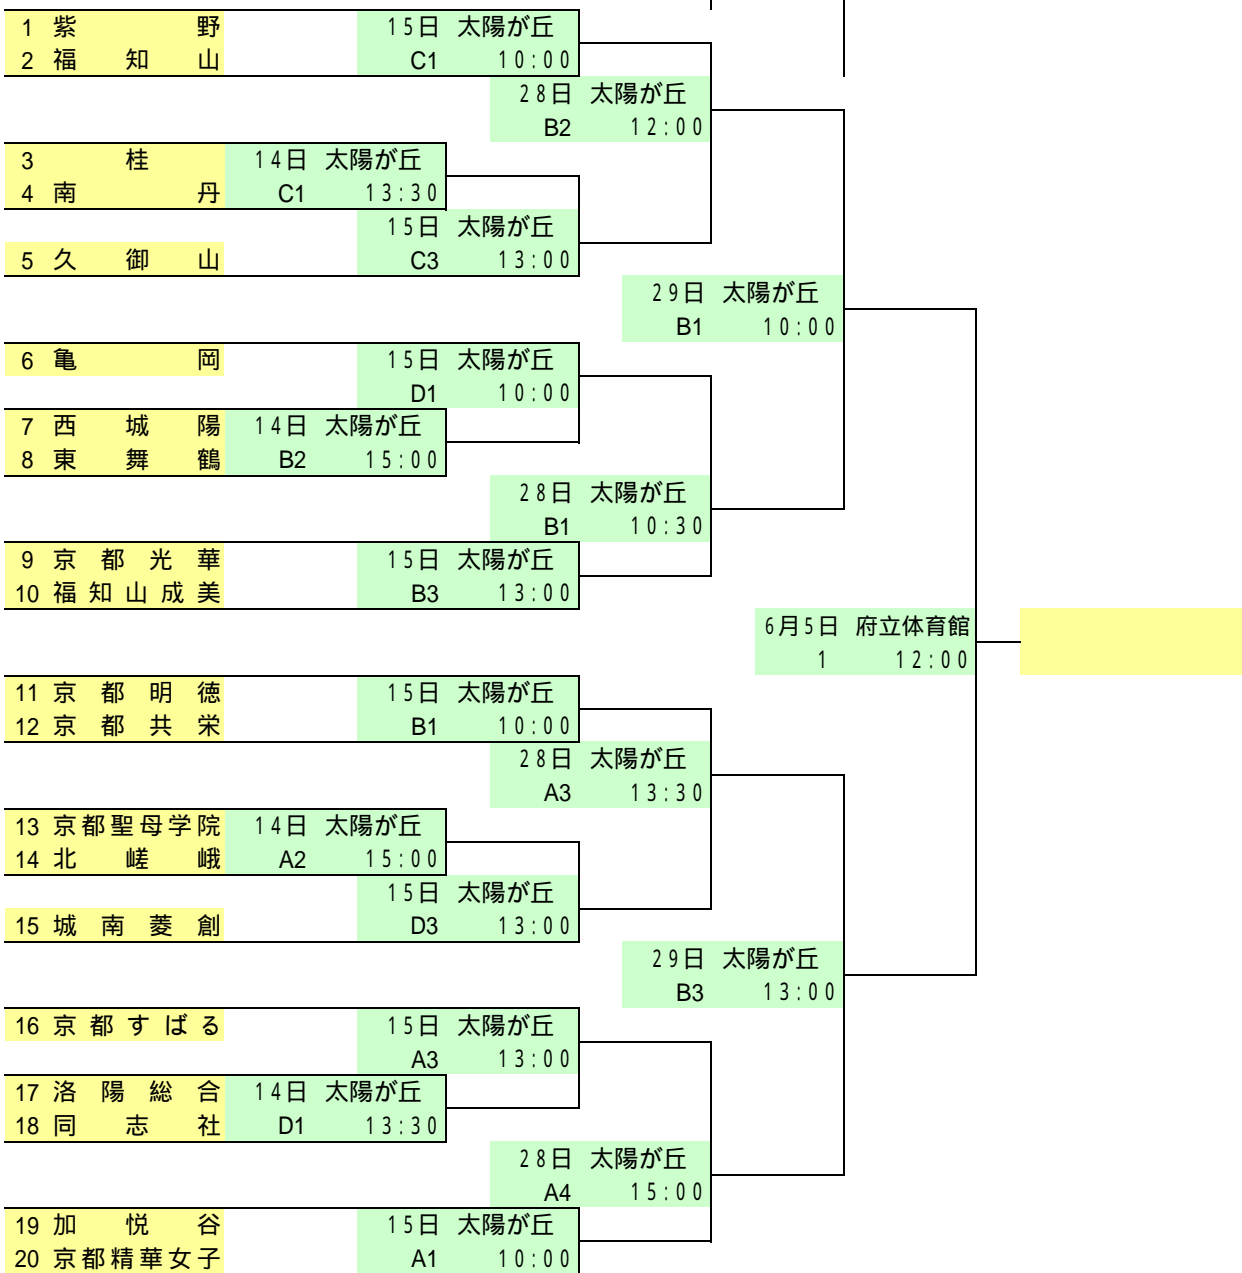 1 紫野 15日 太陽が丘
2 福知山 C1 10:00
28日 太陽が丘
B2 12:00
3 桂 14日 太陽が丘
4 南丹 C1 13:30
15日 太陽が丘
5 久御山 C3 13:00
29日 太陽が丘
B1 10:00
6 亀岡 15日 太陽が丘
D1 10:00
7 西城陽 14日 太陽が丘
8 東舞鶴 B2 15:00
28日 太陽が丘
B1 10:30
9 京都光華 15日 太陽が丘
10 福知山成美 B3 13:00
6月5日 府立体育館
1 12:00
11 京都明徳 15日 太陽が丘
12 京都共栄 B1 10:00
28日 太陽が丘
A3 13:30
13 京都聖母学院 14日 太陽が丘
14 北嵯峨 A2 15:00
15日 太陽が丘
15 城南菱創 D3 13:00
29日 太陽が丘
B3 13:00
16 京都すばる 15日 太陽が丘
A3 13:00
17 洛陽総合 14日 太陽が丘
18 同志社 D1 13:30
28日 太陽が丘
A4 15:00
19 加悦谷 15日 太陽が丘
20 京都精華女子 A1 10:00